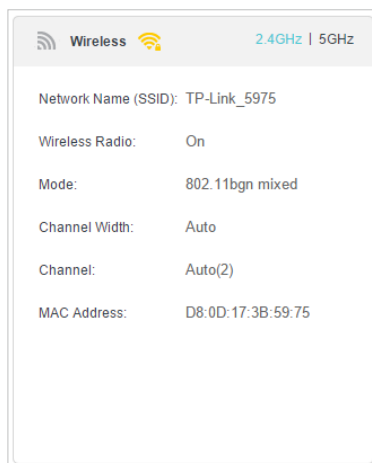 Wireless 2.4GHz | 5GHz
Network Name (SSID): TP-Link_5975
Wireless Radio: On
Mode: 802.11bgn mixed
Channel Width: Auto
Channel: Auto(2)
MAC Address: D8:0D:17:3B:59:75